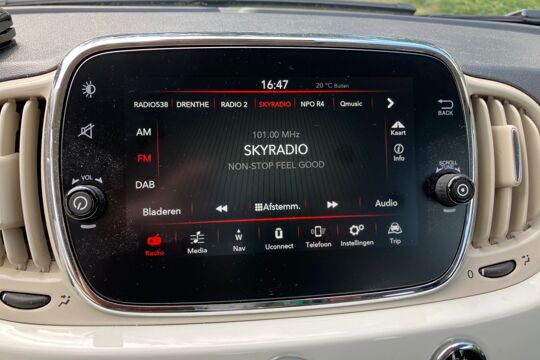 16:47 20 °C Buiten
RADIO538 DRENTHE RADIO 2 SKYRADIO NPO R4 Qmusic
BACK
AM
101.00 MHz
Kaart
SKYRADIO
FM
NON-STOP FEEL GOOD
Info
SCROLL
TUNE
VOL
DAB
Bladeren Afstemm. Audio
W
Radio Media Nav Uconnect Telefoon Instellingen Trip
0